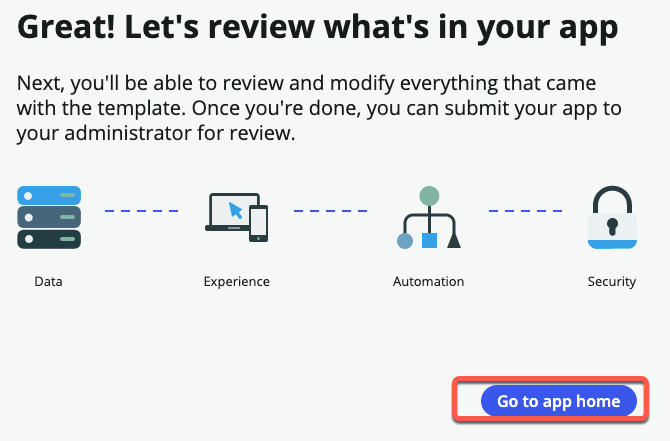 Great! Let's review what's in your app
Next, you'll be able to review and modify everything that came
with the template. Once you're done, you can submit your app to
your administrator for review.
Data
Experience
Automation
Security
Go to app home